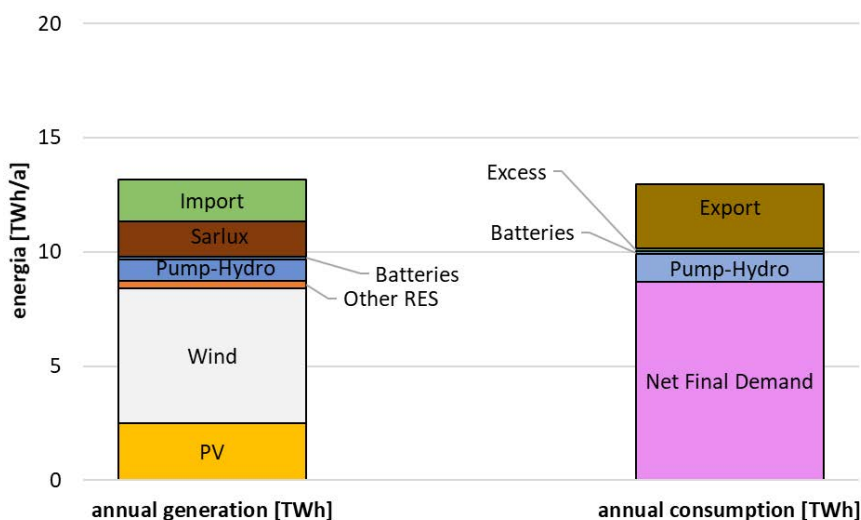 20
15
10
5
0
energia [TWh/a]
Import
Sarlux
Pump-Hydro
Batteries
Other RES
Wind
PV
Excess
Batteries
Export
Pump-Hydro
Net Final Demand
annual generation [TWh]
annual consumption [TWh]